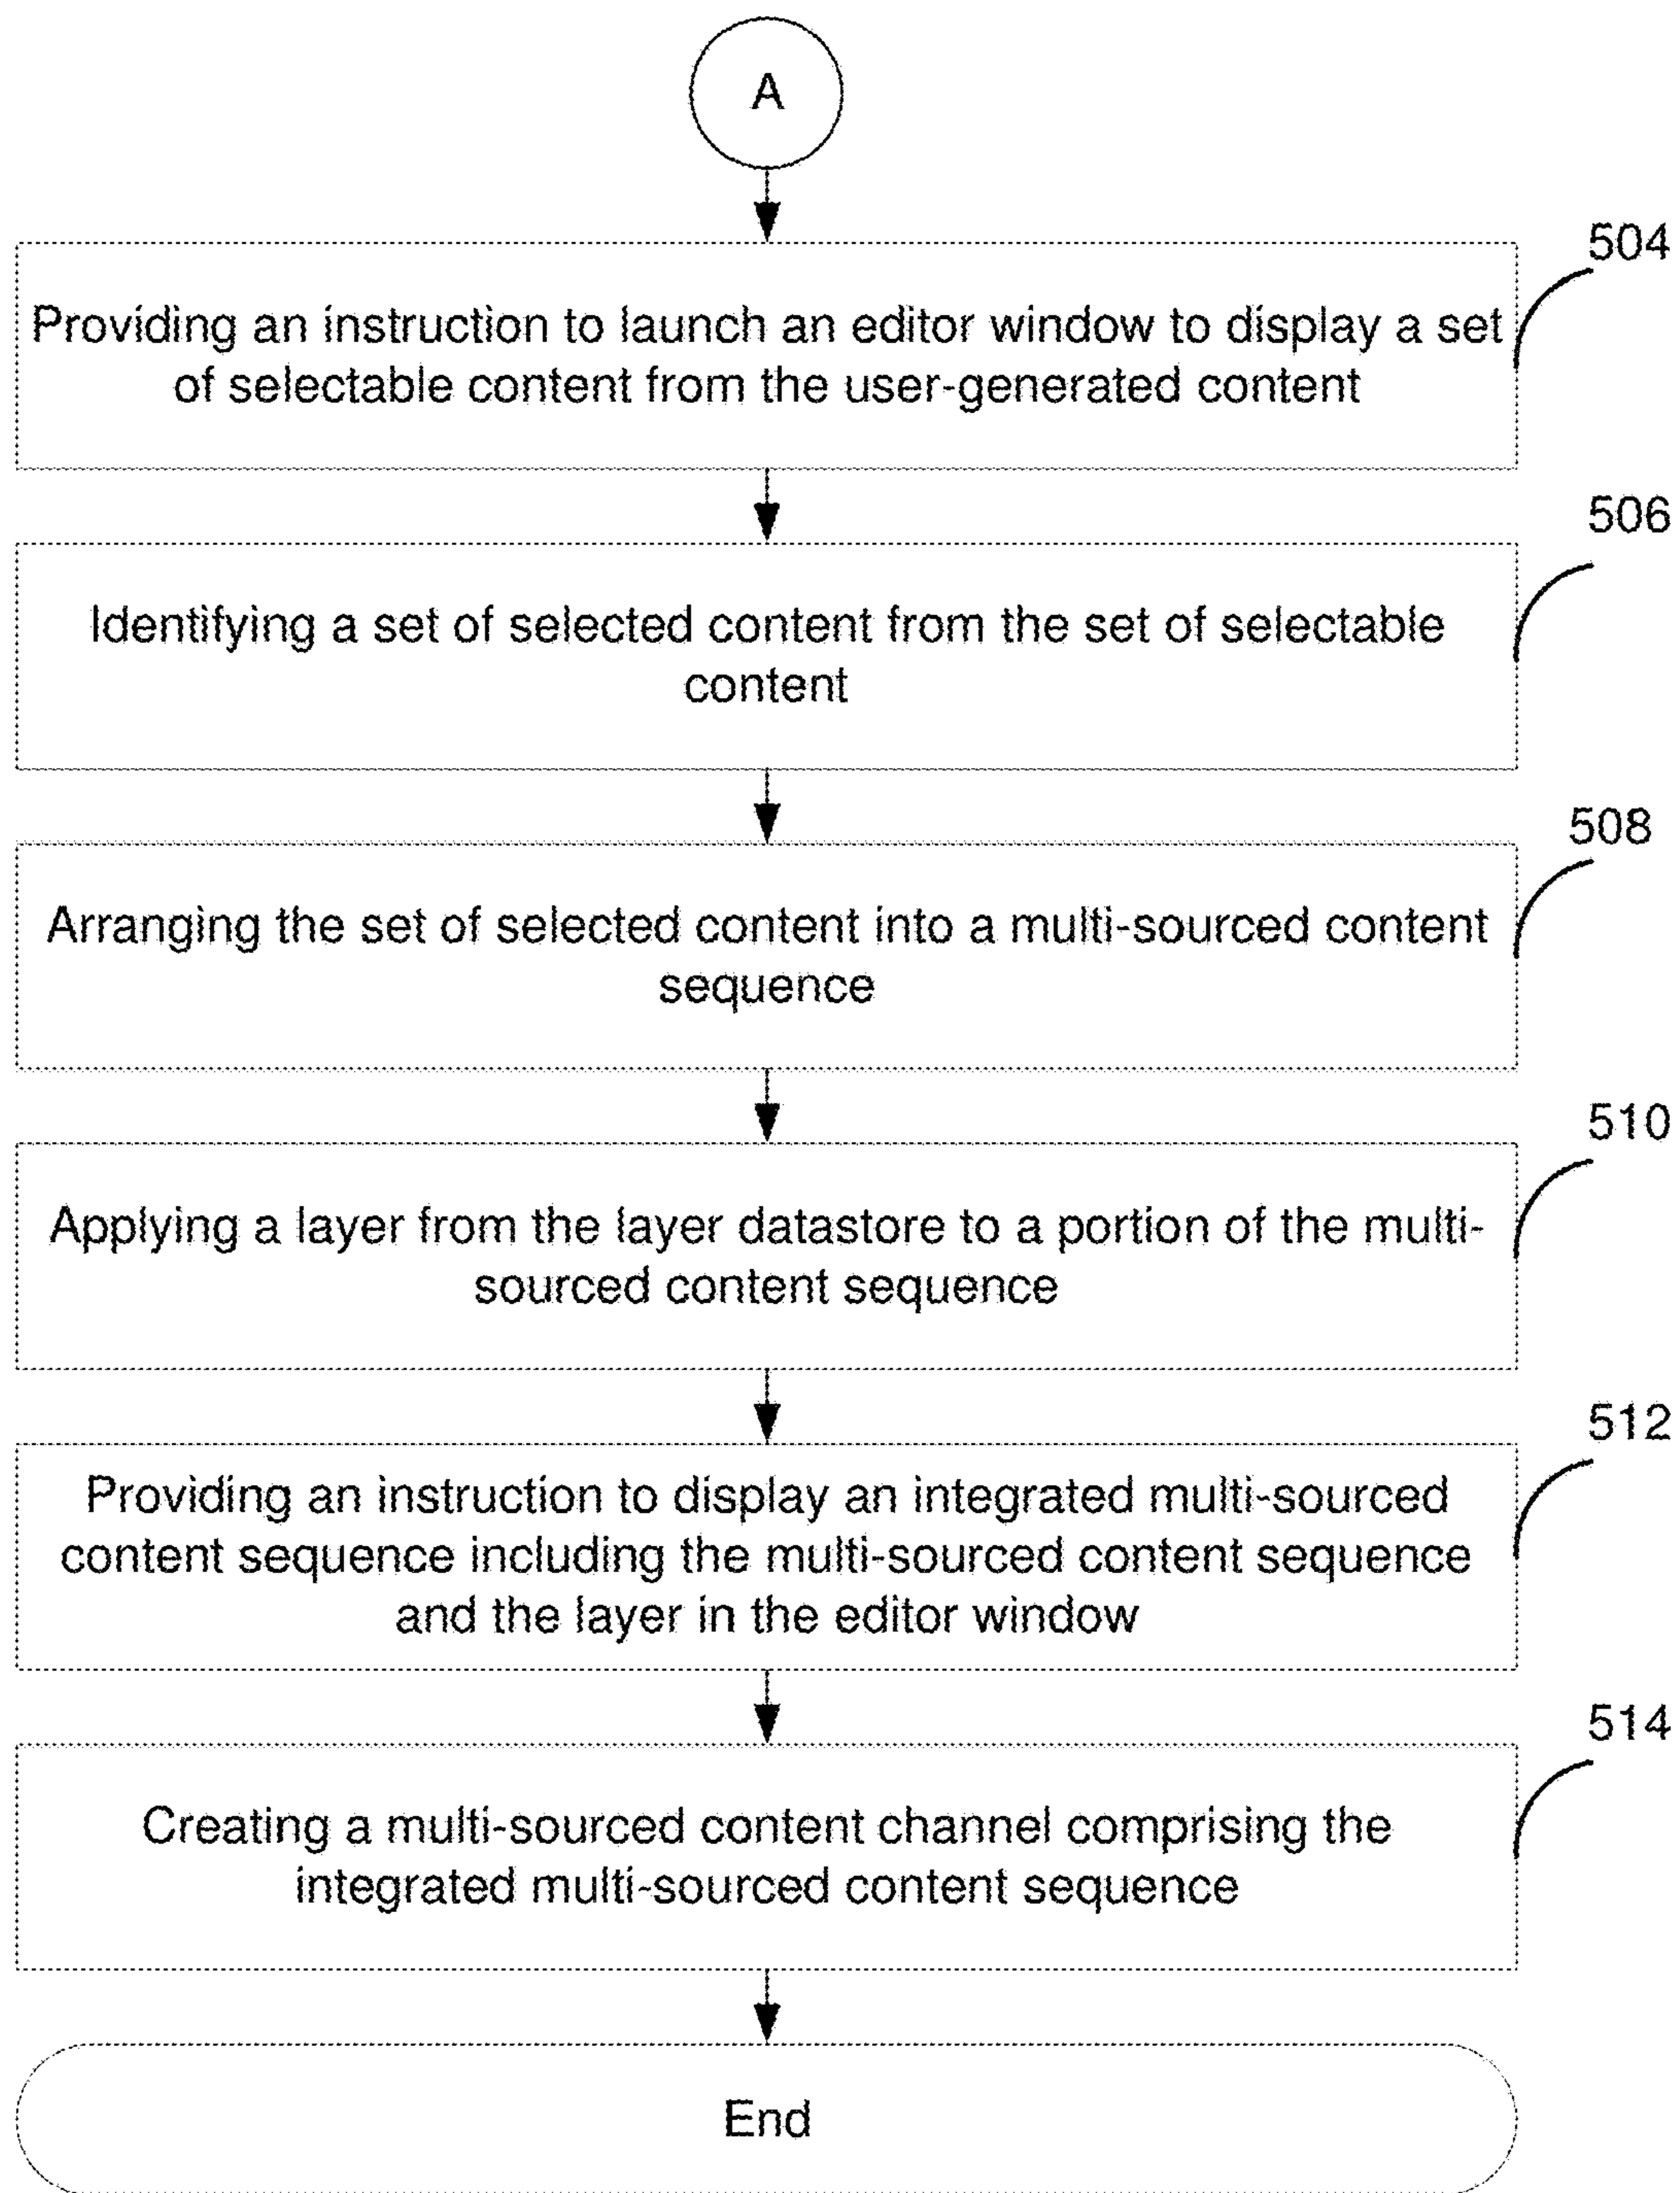 A
504
Providing an instruction to launch an editor window to display a set
of selectable content from the user-generated content
506
Identifying a set of selected content from the set of selectable
content
508
Arranging the set of selected content into a multi-sourced content
sequence
510
Applying a layer from the layer datastore to a portion of the multi-
sourced content sequence
512
Providing an instruction to display an integrated multi-sourced
content sequence including the multi-sourced content sequence
and the layer in the editor window
514
Creating a multi-sourced content channel comprising the
integrated multi-sourced content sequence
End